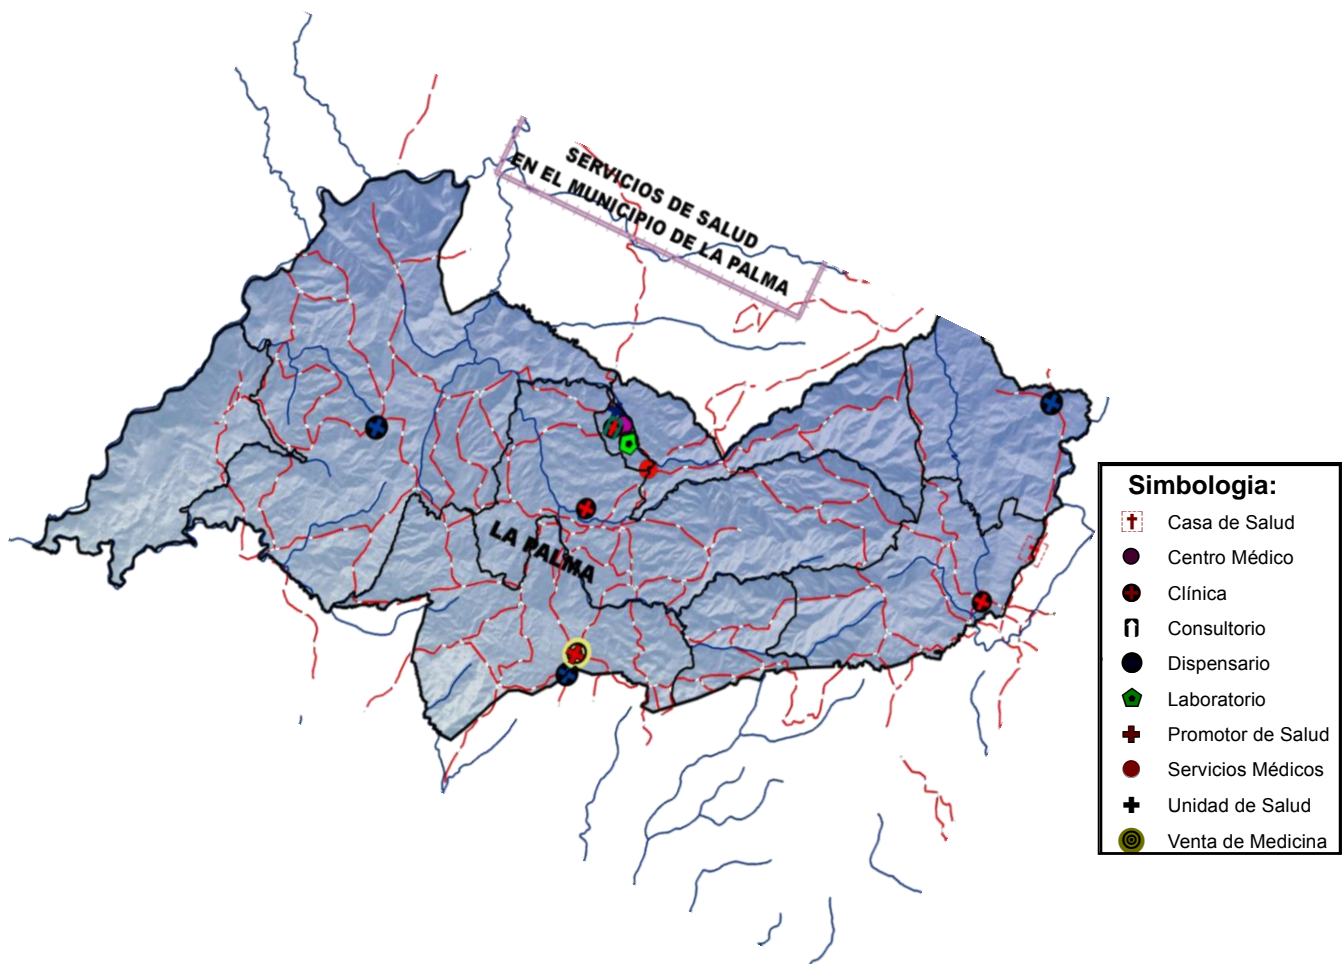 SERVICIOS DE SALUD
EN EL MUNICIPIO DE LA PALMA
LA PALMA
Simbologia:
Casa de Salud
Centro Médico
Clínica
Consultorio
Dispensario
Laboratorio
Promotor de Salud
Servicios Médicos
Unidad de Salud
Venta de Medicina